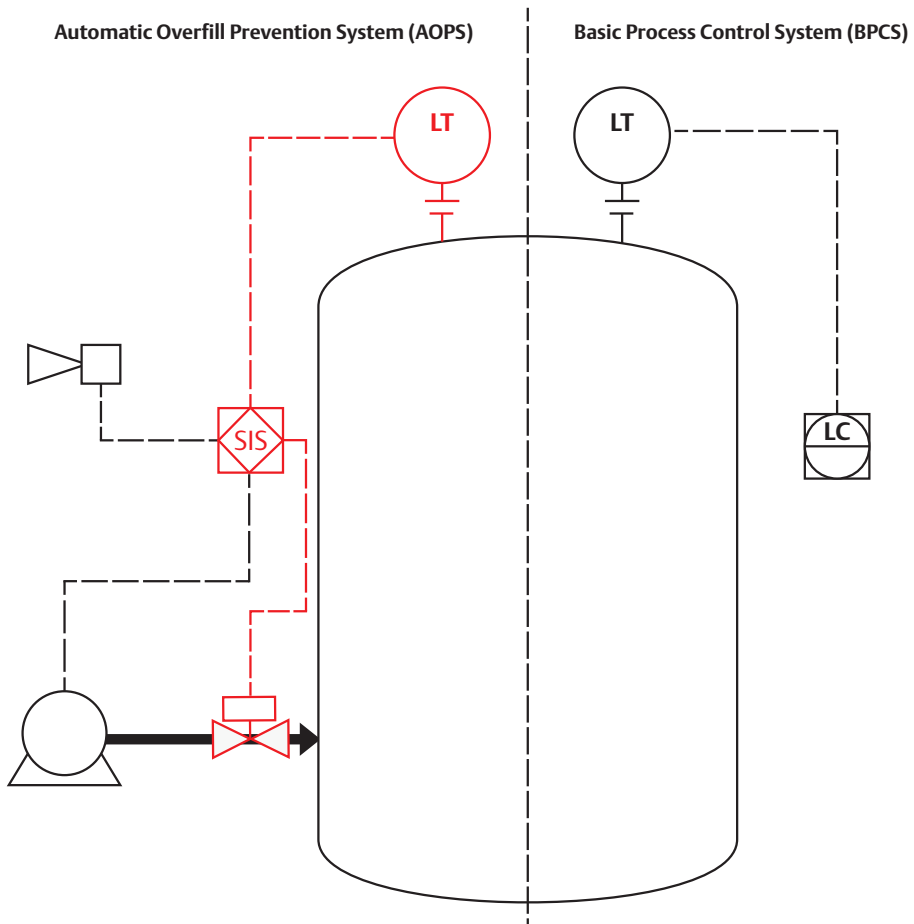 Automatic Overfill Prevention System (AOPS)
Basic Process Control System (BPCS)
LT
LT
SIS
LC